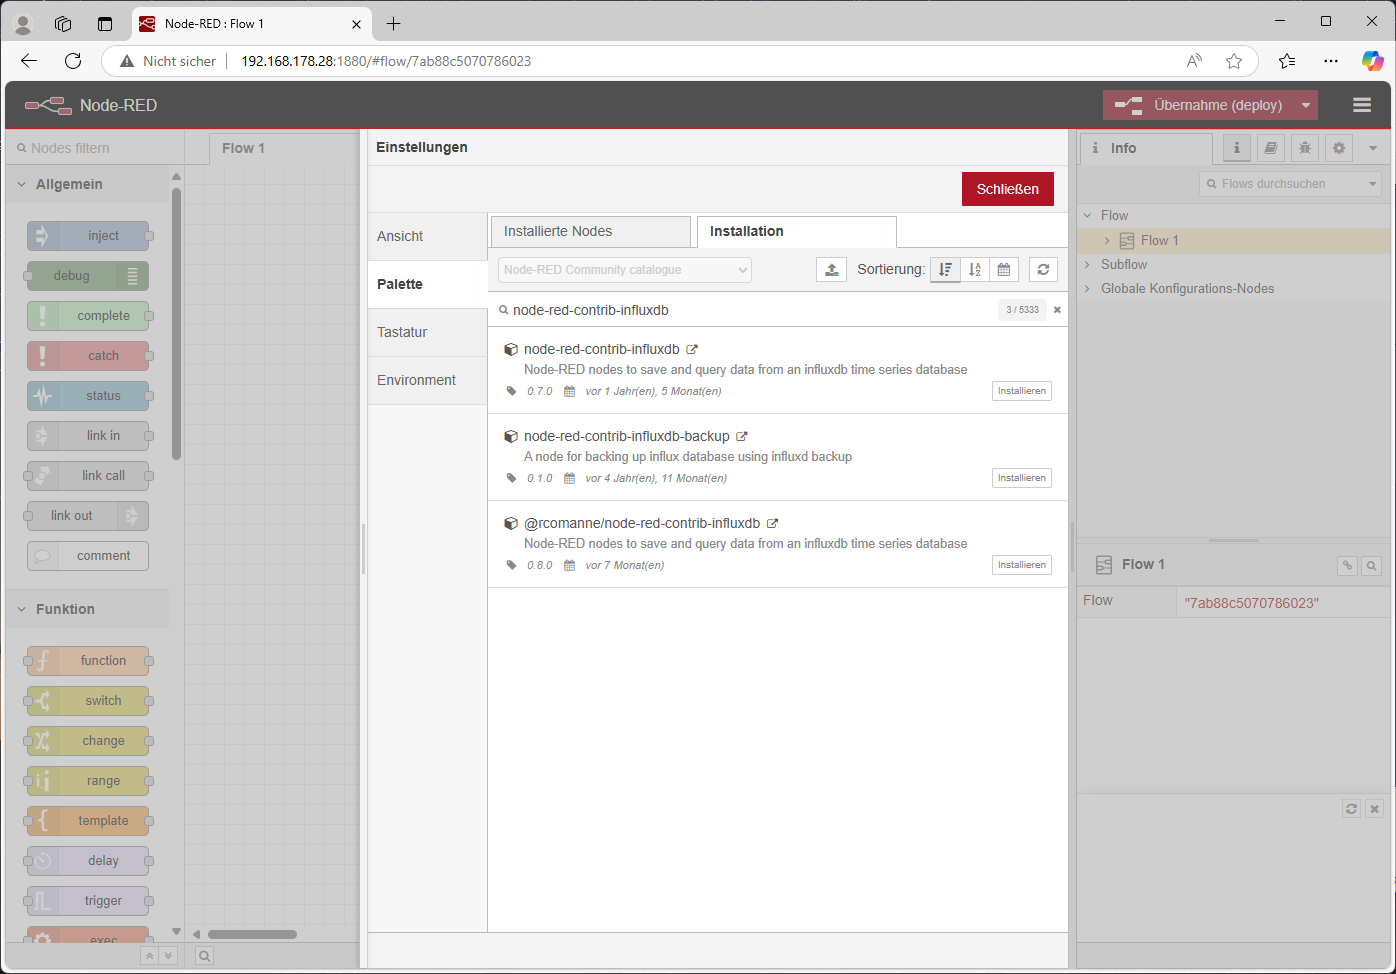 Node-RED : Flow 1
Nicht sicher
192.168.178.28:1880/#flow/7ab88c5070786023
Node-RED
Übernahme (deploy)
Nodes filtern
Allgemein
inject
debug
complete
catch
status
link in
link call
link out
comment
Funktion
function
switch
change
range
template
delay
trigger
exec
Flow 1
Einstellungen
Schließen
Ansicht
Palette
Tastatur
Environment
Installierte Nodes
Installation
Node-RED Community catalogue
Sortierung:
node-red-contrib-influxdb
3 / 5333
node-red-contrib-influxdb
Node-RED nodes to save and query data from an influxdb time series database
0.7.0 vor 1 Jahr(en), 5 Monat(en)
Installieren
node-red-contrib-influxdb-backup
A node for backing up influx database using influxd backup
0.1.0 vor 4 Jahr(en), 11 Monat(en)
Installieren
@rcomanne/node-red-contrib-influxdb
Node-RED nodes to save and query data from an influxdb time series database
0.8.0 vor 7 Monat(en)
Installieren
Info
Flows durchsuchen
Flow
Flow 1
Subflow
Globale Konfigurations-Nodes
Flow 1
Flow
"7ab88c5070786023"